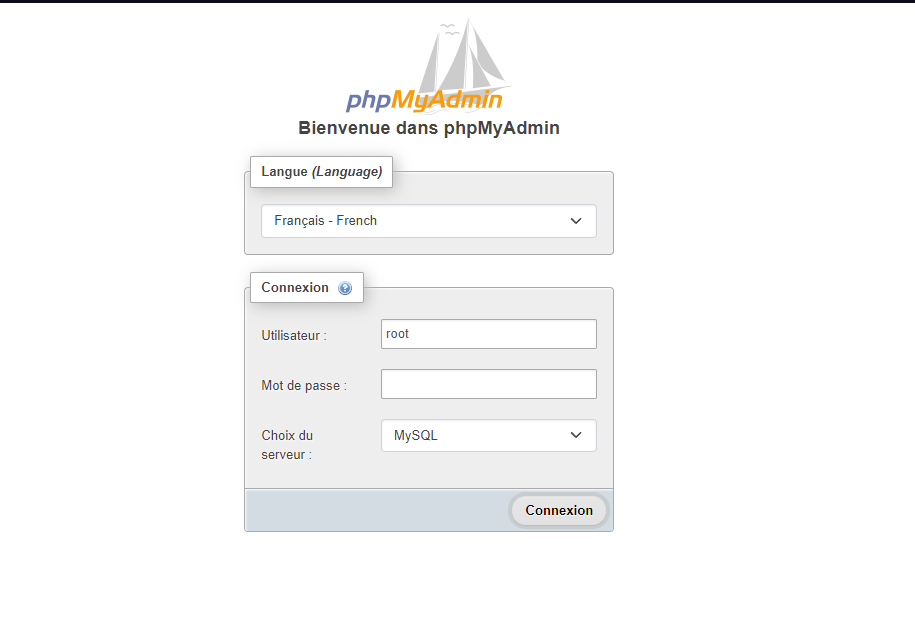 phpMyAdmin
Bienvenue dans phpMyAdmin
Langue (Language)
Français - French
Connexion
Utilisateur :
root
Mot de passe :
Choix du
serveur :
MySQL
Connexion